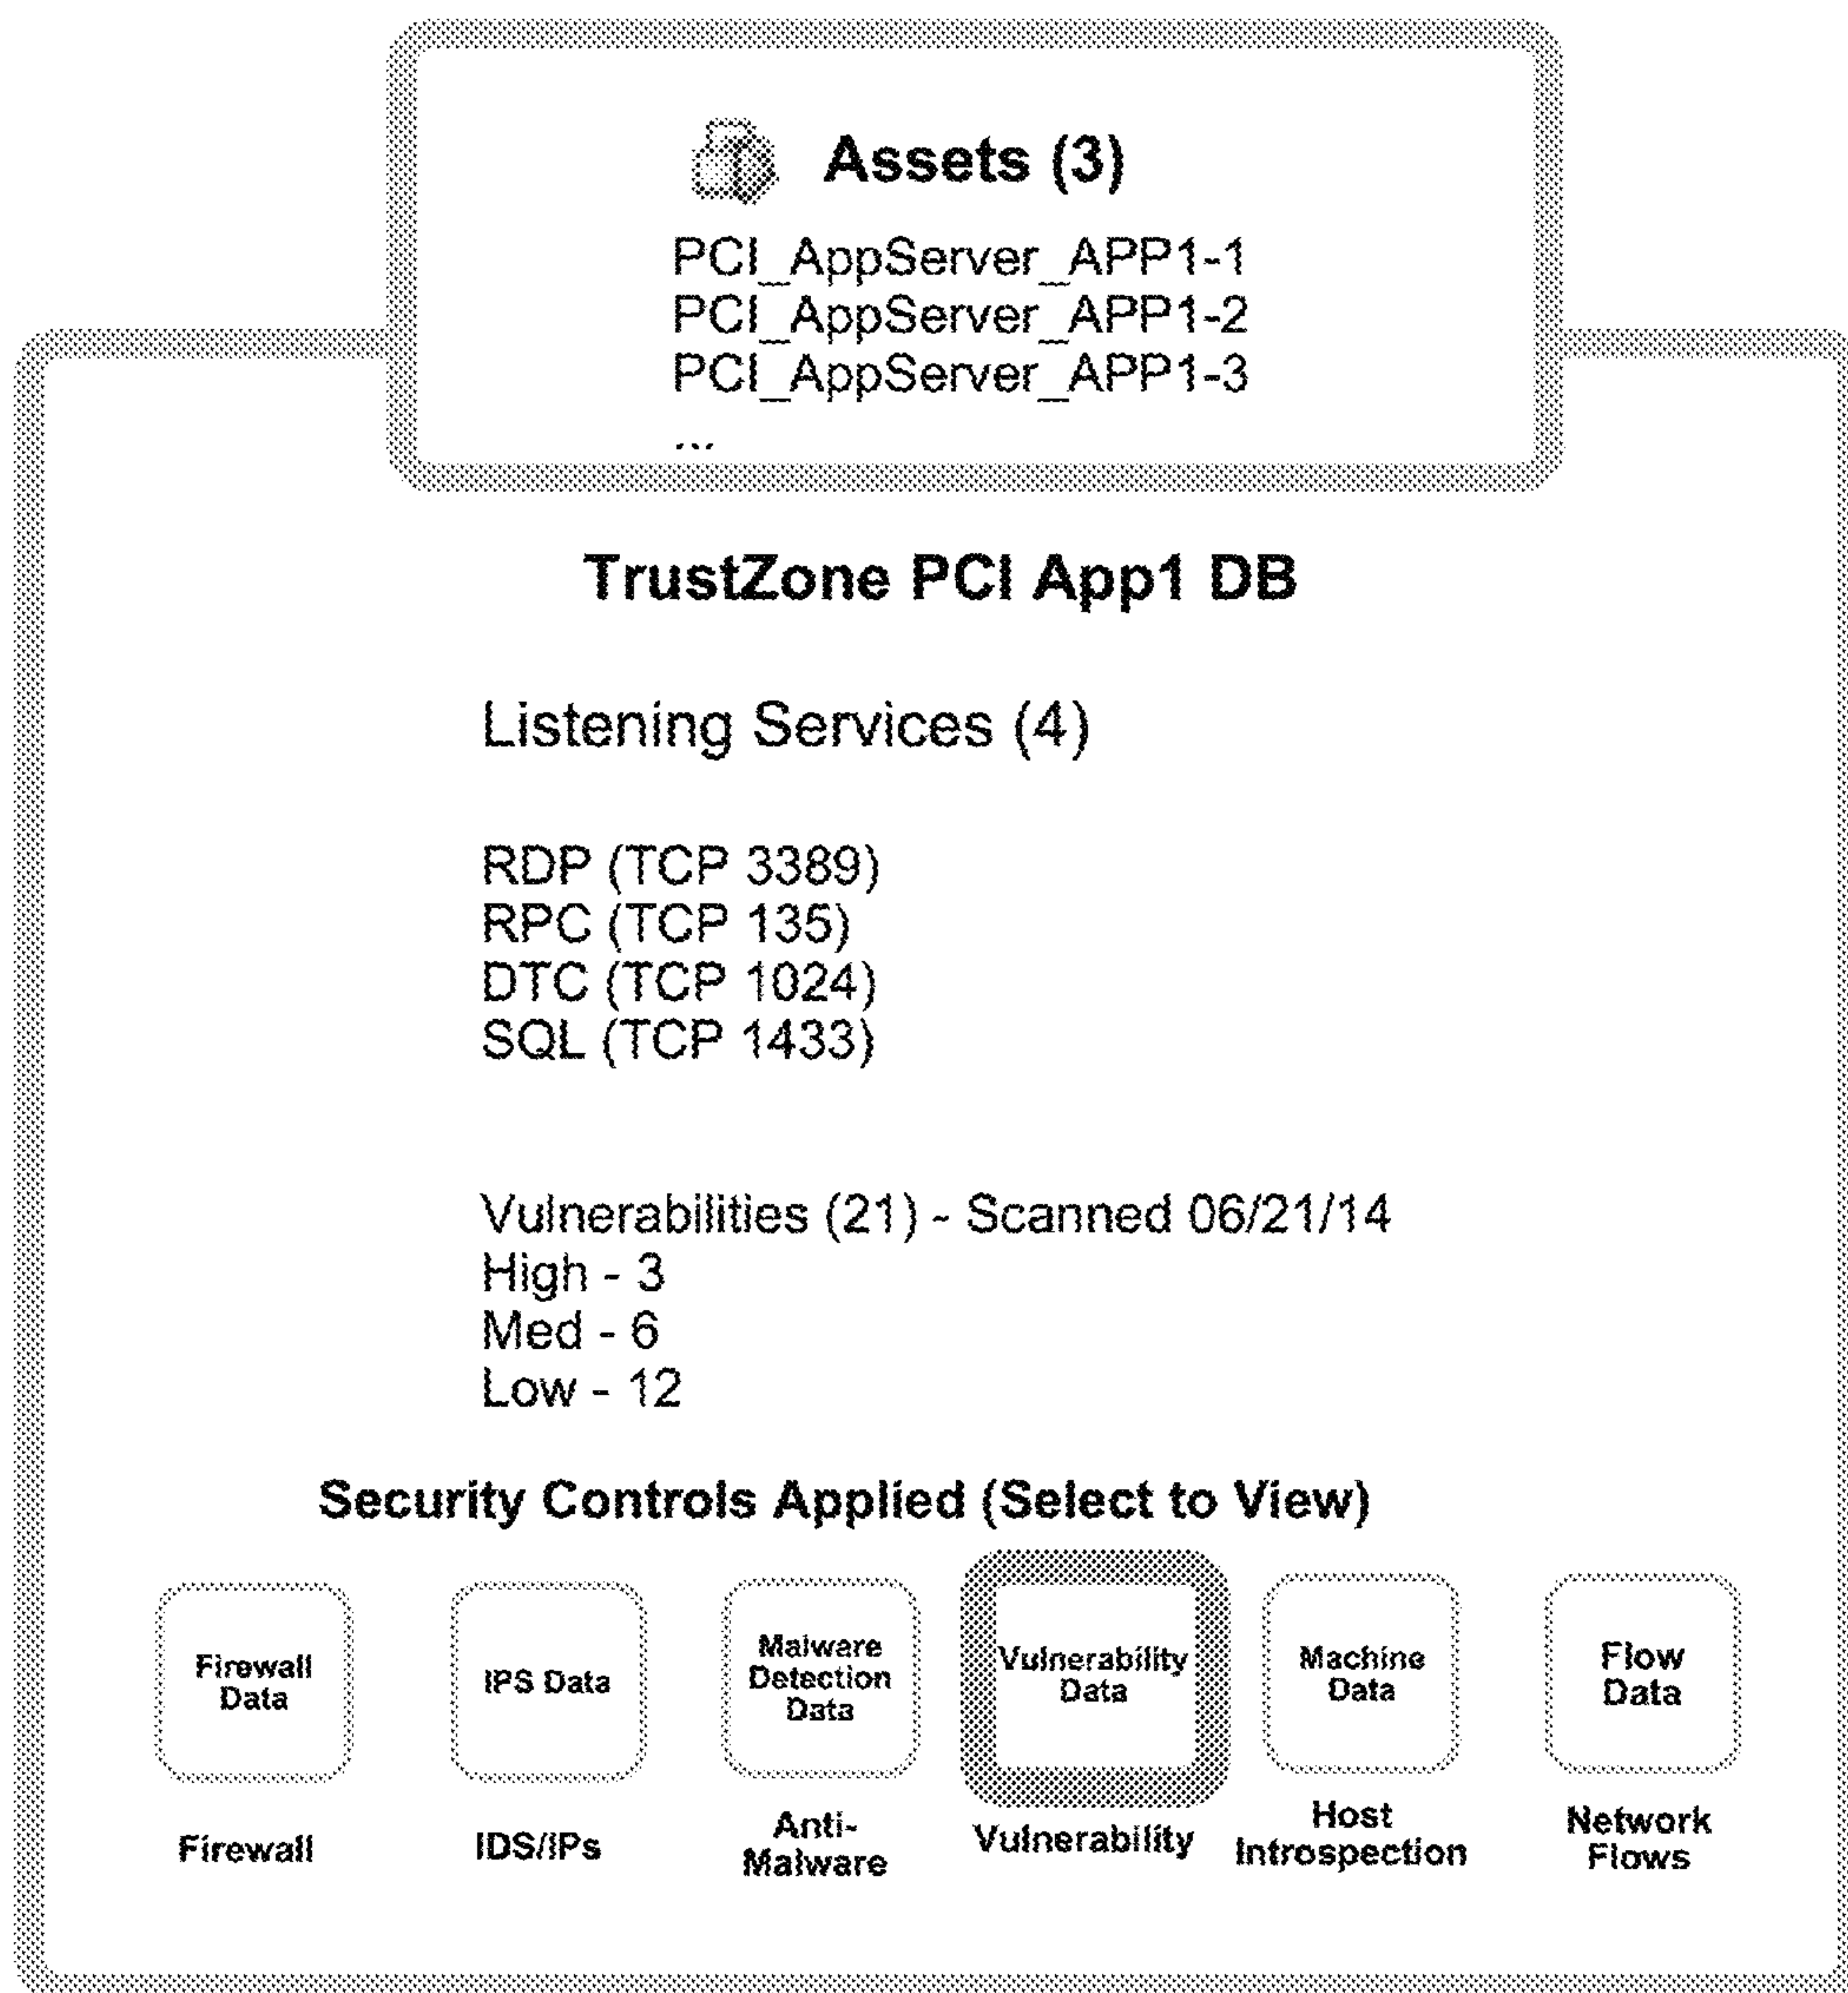 Assets (3)
PCI_AppServer_APP1-1
PCI_AppServer_APP1-2
PCI_AppServer_APP1-3
...
TrustZone PCI App1 DB
Listening Services (4)
RDP (TCP 3389)
RPC (TCP 135)
DTC (TCP 1024)
SQL (TCP 1433)
Vulnerabilities (21) - Scanned 06/21/14
High - 3
Med - 6
Low - 12
Security Controls Applied (Select to View)
Firewall
Data
IPS Data
Malware
Detection
Data
Vulnerability
Data
Machine
Data
Flow
Data
Firewall
IDS/IPs
Anti-
Malware
Vulnerability
Host
Introspection
Network
Flows